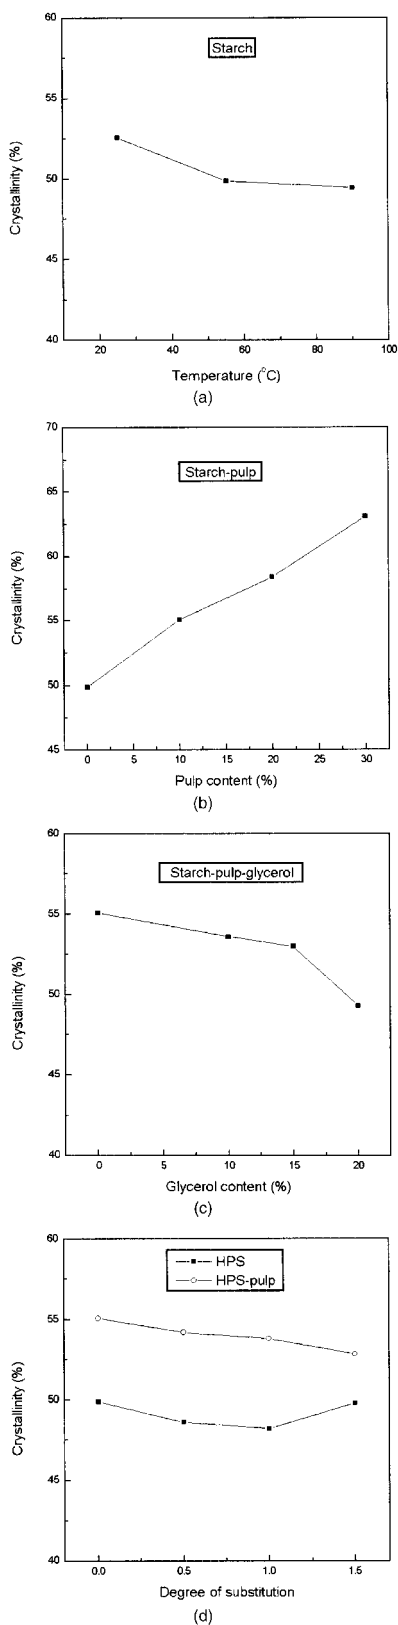 60
Starch
55
50
45
40
Crystallinity (%)
20 40 60 80 100
Temperature (°C)
(a)
70
Starch-pulp
65
60
55
50
45
Crystallinity (%)
0 5 10 15 20 25 30
Pulp content (%)
(b)
60
Starch-pulp-glycerol
55
50
45
40
Crystallinity (%)
0 5 10 15 20
Glycerol content (%)
(c)
60
HPS
HPS-pulp
55
50
45
40
Crystallinity (%)
0.0 0.5 1.0 1.5
Degree of substitution
(d)